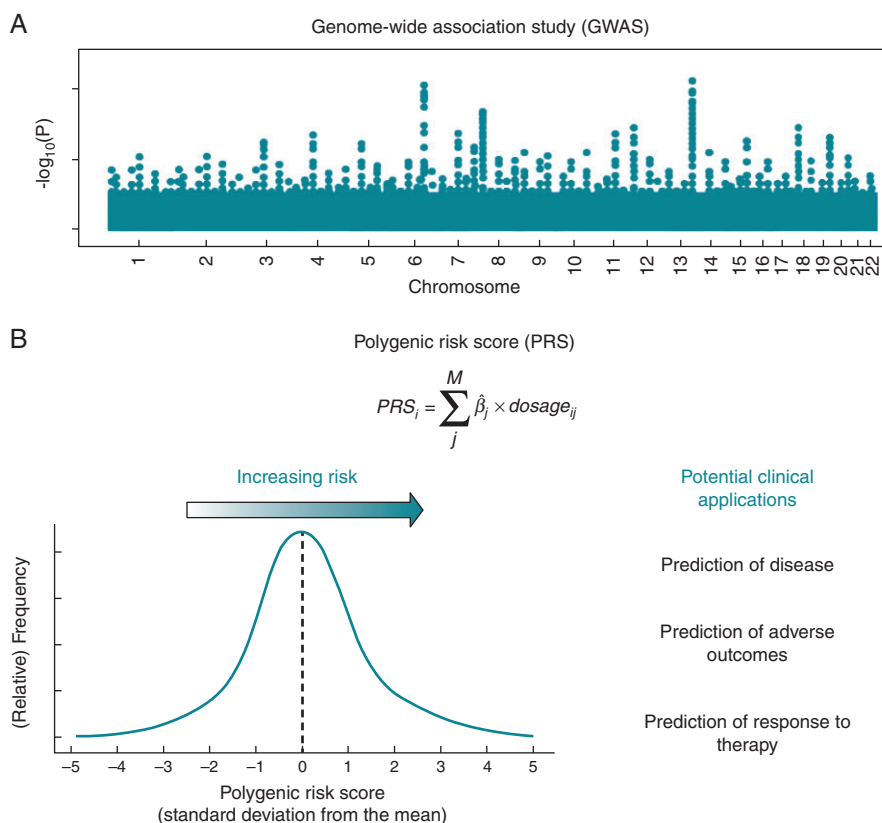 A
Genome-wide association study (GWAS)
-log10(P)
1 2 3 4 5 6 7 8 9 10 11 12 13 14 15 16 17 18 19 20 21 22
Chromosome
B
Polygenic risk score (PRS)
M
PRSi = ∑ β̂j × dosageij
j
Increasing risk
Potential clinical
applications
(Relative) Frequency
Prediction of disease
Prediction of adverse
outcomes
Prediction of response to
therapy
–5 –4 –3 –2 –1 0 1 2 3 4 5
Polygenic risk score
(standard deviation from the mean)